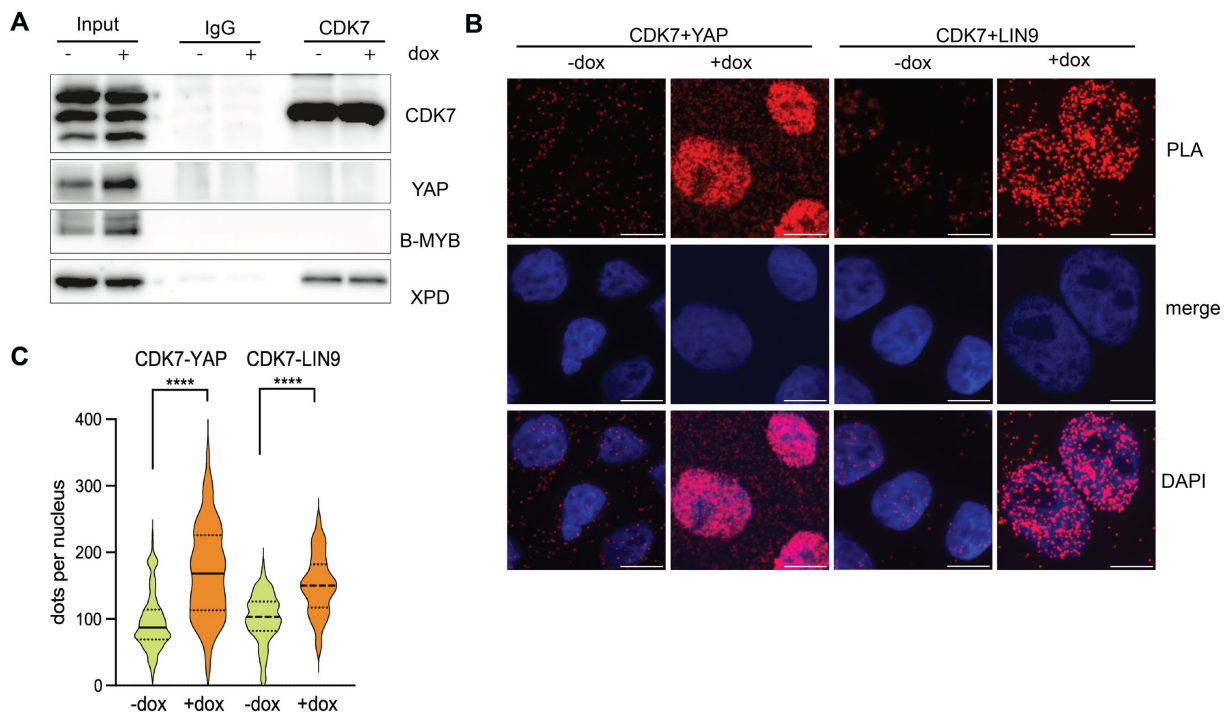 A
Input IgG CDK7
- + - + - + dox
CDK7
YAP
B-MYB
XPD
B
CDK7+YAP CDK7+LIN9
-dox +dox -dox +dox
PLA
merge
DAPI
C
CDK7-YAP CDK7-LIN9
**** ****
400
300
200
100
0
dots per nucleus
-dox +dox -dox +dox